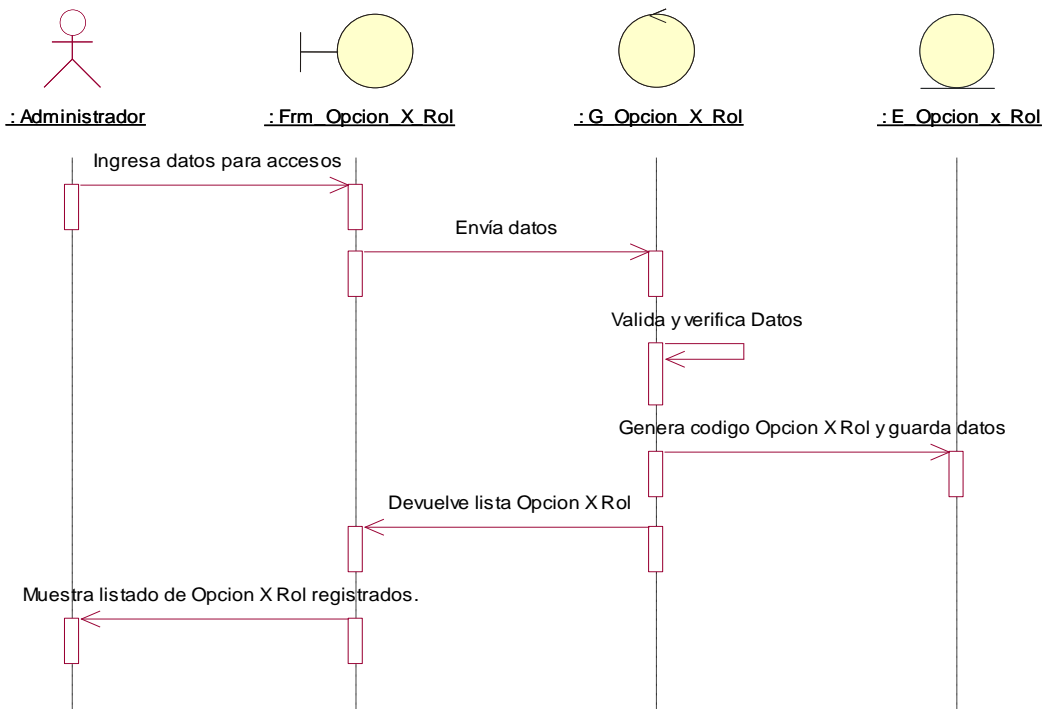 : Administrador
: Frm_Opcion_X_Rol
: G_Opcion_X_Rol
: E_Opcion_x_Rol
Ingresa datos para accesos
Envía datos
Valida y verifica Datos
Genera codigo Opcion X Rol y guarda datos
Devuelve lista Opcion X Rol
Muestra listado de Opcion X Rol registrados.